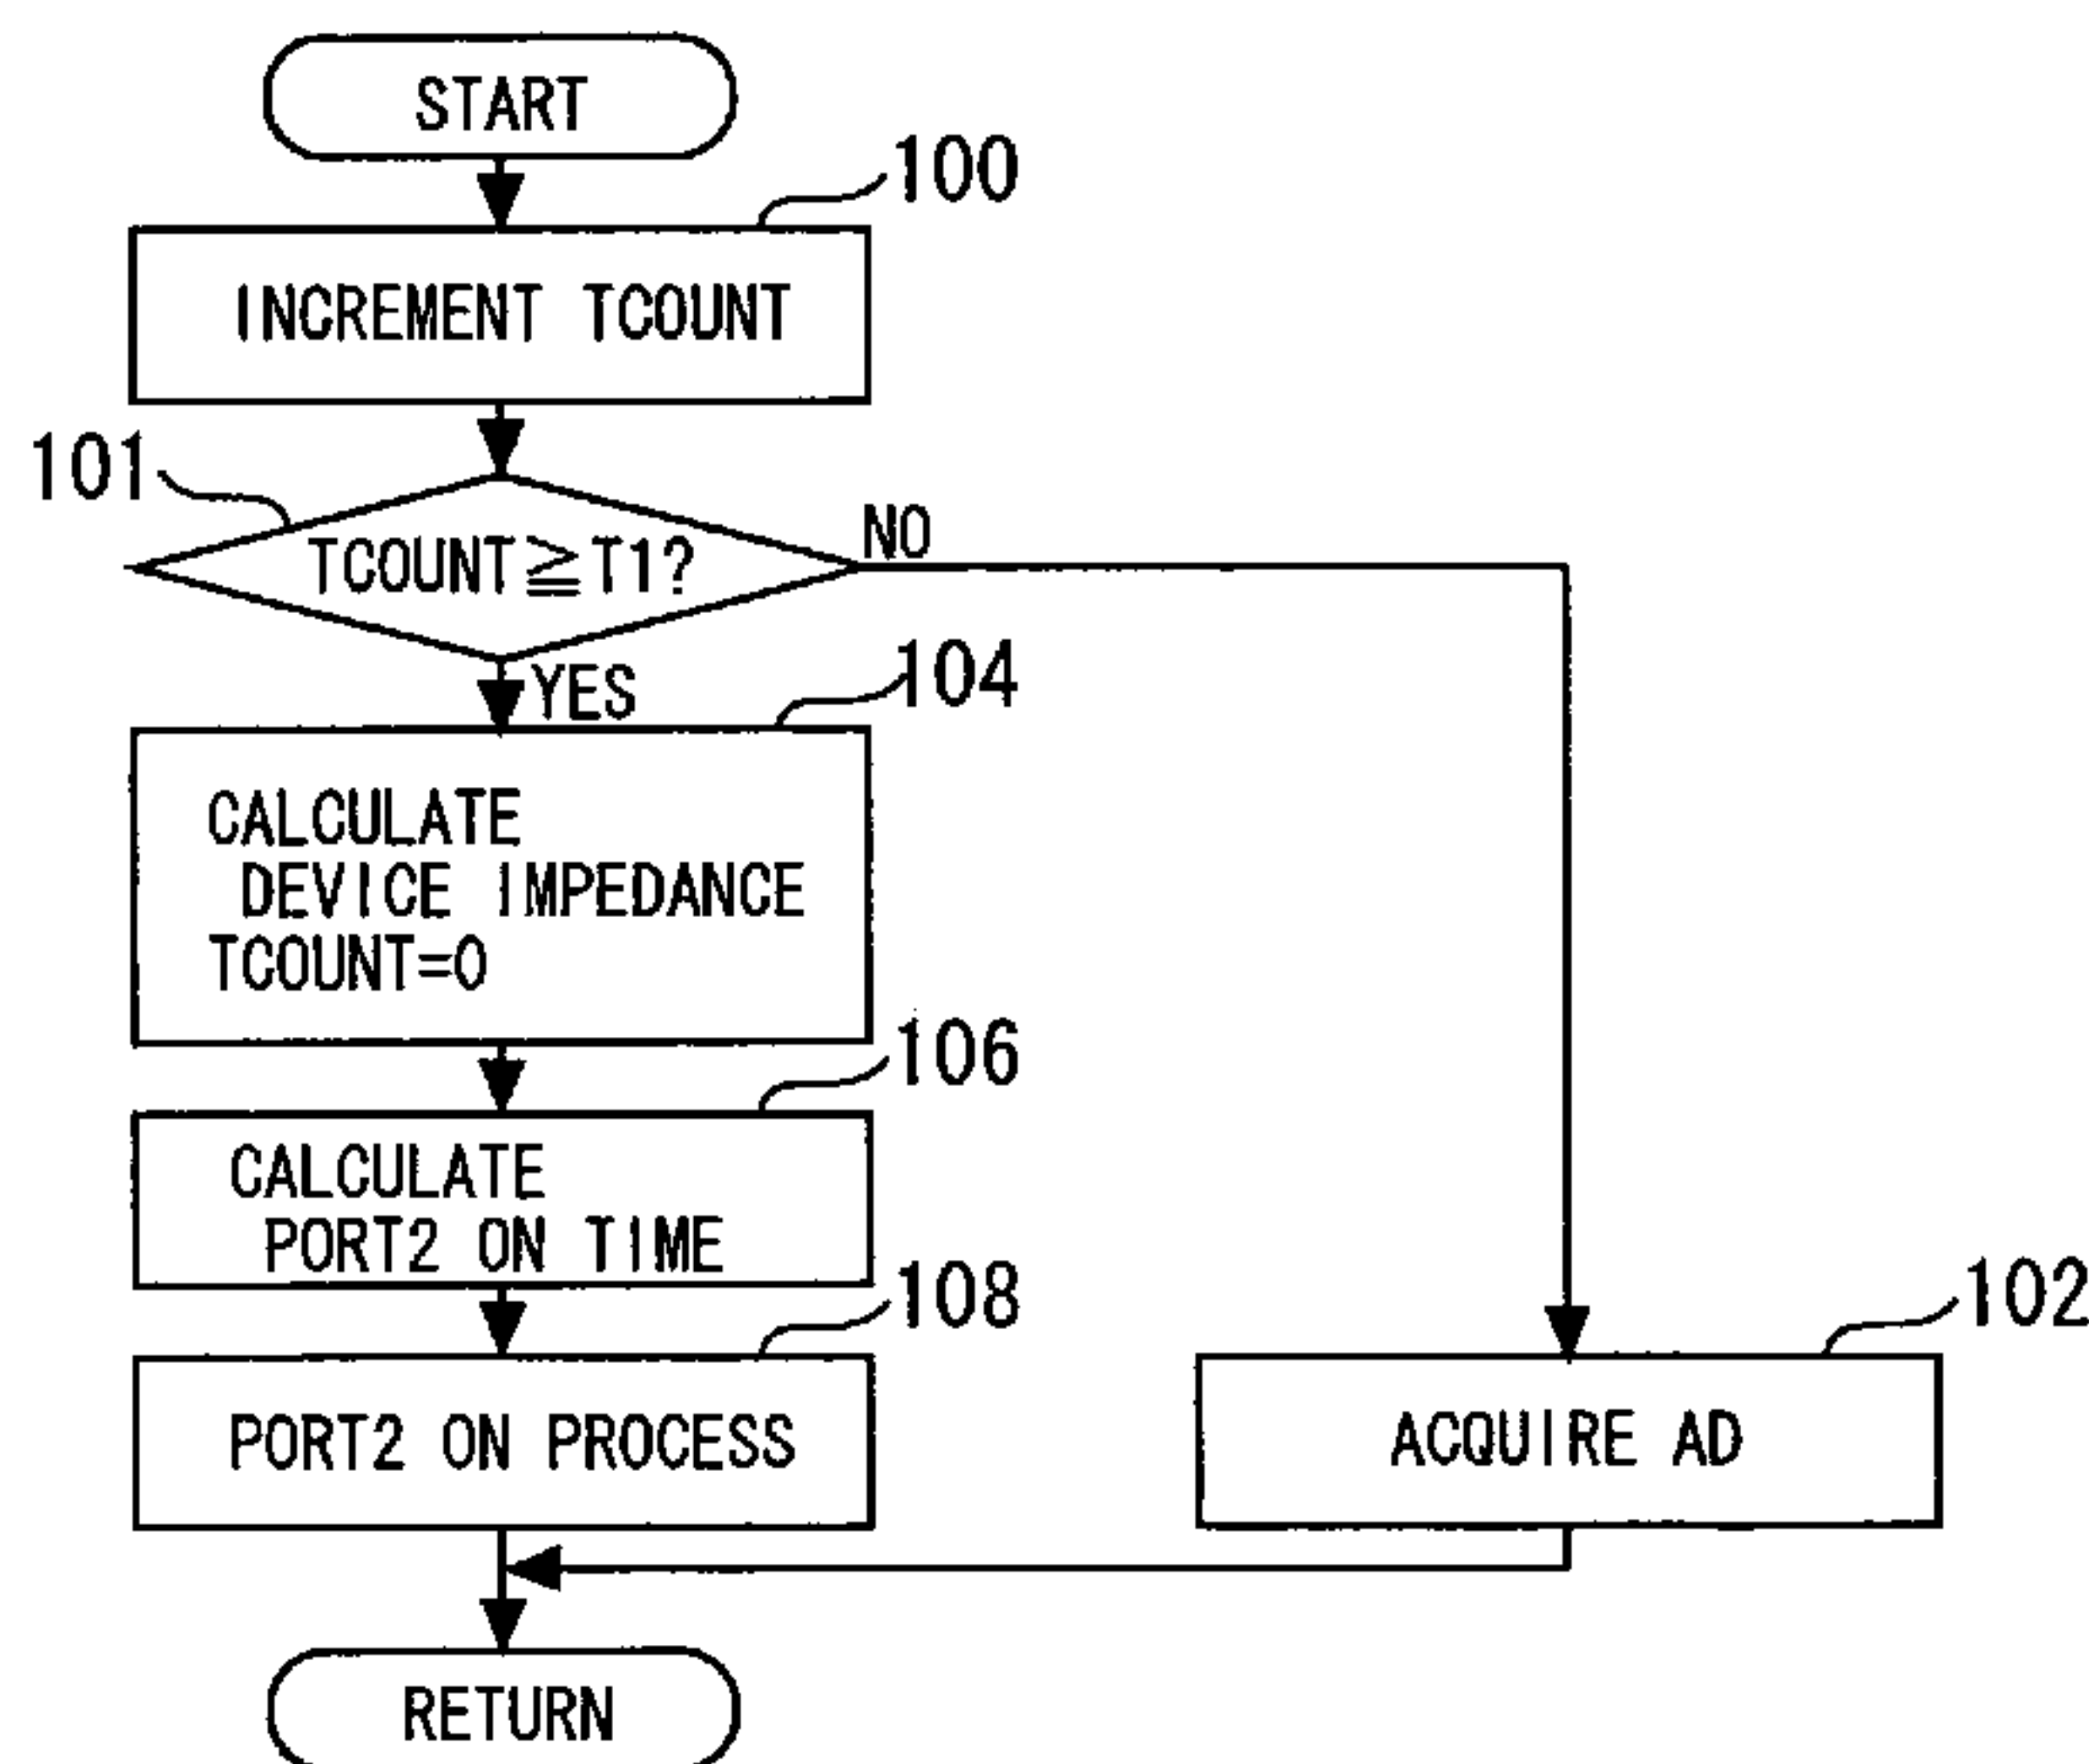 START
100
INCREMENT TCOUNT
101
TCOUNT≧T1?
NO
YES
104
CALCULATE
DEVICE IMPEDANCE
TCOUNT=0
106
CALCULATE
PORT2 ON TIME
108
PORT2 ON PROCESS
102
ACQUIRE AD
RETURN